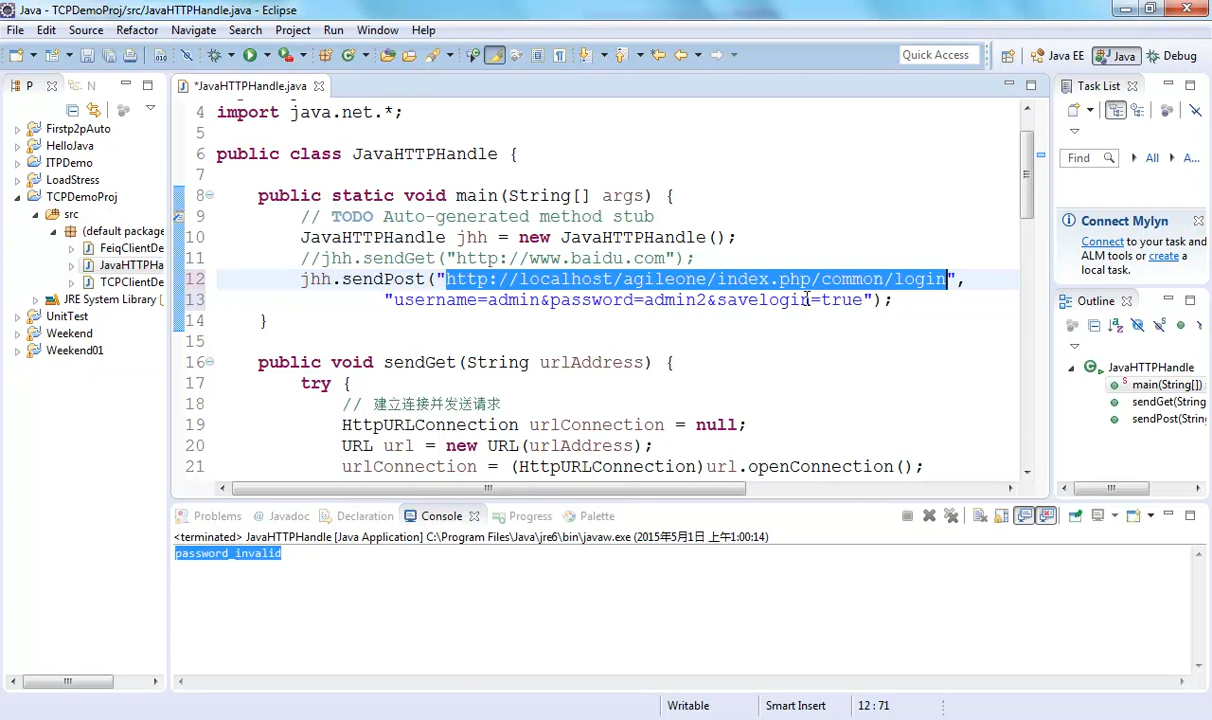 Java - TCPDemoProj/src/JavaHTTPHandle.java - Eclipse
File Edit Source Refactor Navigate Search Project Run Window Help
Quick Access Java EE Java Debug
P N *JavaHTTPHandle.java Task List
Firstp2pAuto
HelloJava
ITPDemo
LoadStress
TCPDemoProj
src
(default package
FeiqClientDe
JavaHTTPHa
TCPClientDem
JRE System Library
UnitTest
Weekend
Weekend01
4 import java.net.*;
5
6 public class JavaHTTPHandle {
7
8 public static void main(String[] args) {
9 // TODO Auto-generated method stub
10 JavaHTTPHandle jhh = new JavaHTTPHandle();
11 //jhh.sendGet("http://www.baidu.com");
12 jhh.sendPost("http://localhost/agileone/index.php/common/login",
13 "username=admin&password=admin2&savelogin=true");
14 }
15
16 public void sendGet(String urlAddress) {
17 try {
18 // 建立连接并发送请求
19 HttpURLConnection urlConnection = null;
20 URL url = new URL(urlAddress);
21 urlConnection = (HttpURLConnection)url.openConnection();
Find All A...
Connect Mylyn
Connect to your task and
ALM tools or create a
local task.
Outline
JavaHTTPHandle
main(String[])
sendGet(String
sendPost(String
Problems Javadoc Declaration Console Progress Palette
<terminated> JavaHTTPHandle [Java Application] C:\Program Files\Java\jre6\bin\javaw.exe (2015年5月1日 上午1:00:14)
password_invalid
Writable Smart Insert 12 : 71